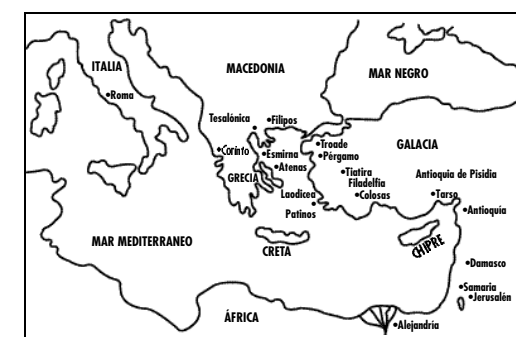 ITALIA
MACEDONIA
MAR NEGRO
Roma
Tesalónica
Filipos
Troade
GALACIA
Corinto
Esmirna
Pérgamo
Atenas
GRECIA
Tiatira
Filadelfia
Antioquia de Pisidia
Laodicea
Colosas
Tarso
Patinos
Antioquía
MAR MEDITERRANEO
CRETA
CHIPRE
Damasco
Samaria
Jerusalén
ÁFRICA
Alejandría